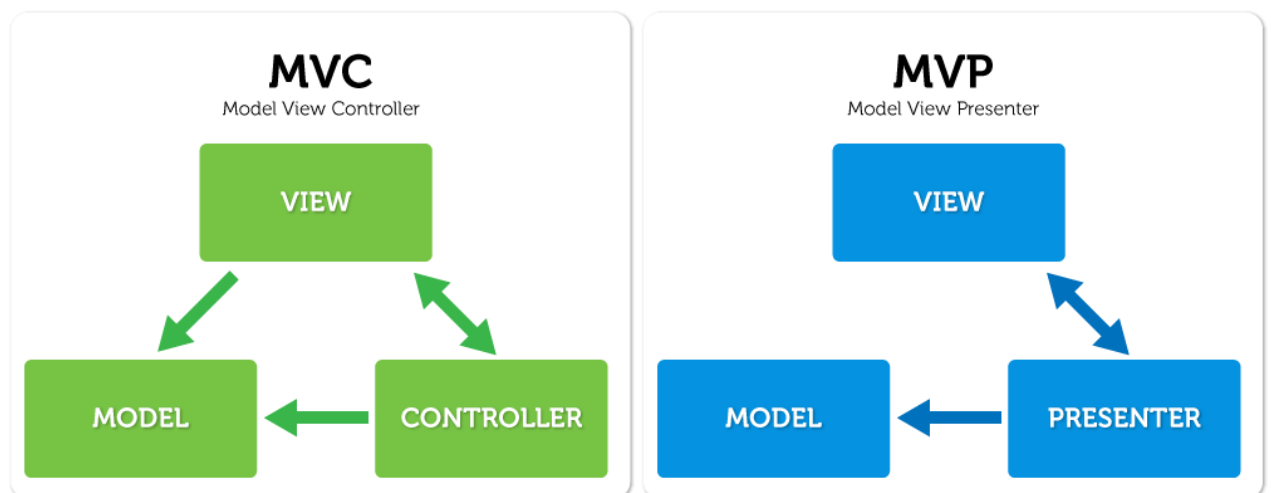 MVC
Model View Controller
VIEW
MODEL
CONTROLLER
MVP
Model View Presenter
VIEW
MODEL
PRESENTER